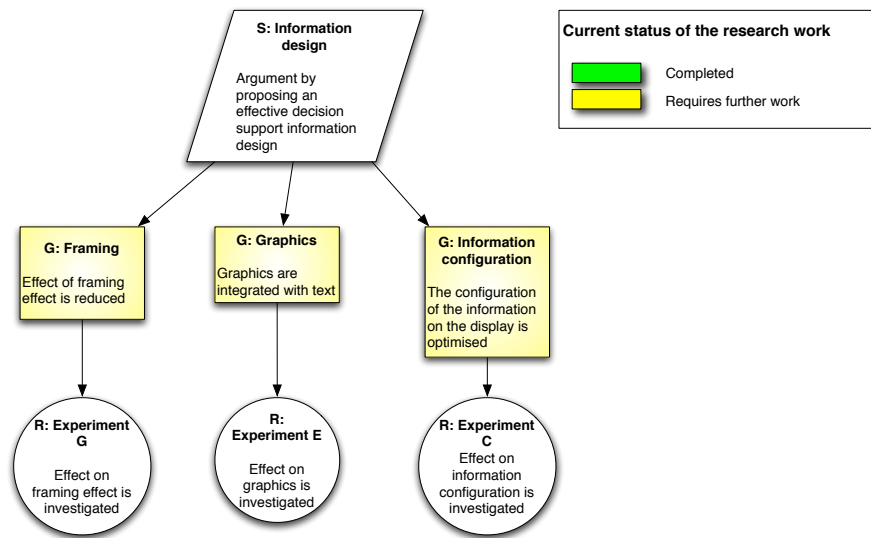 S: Information
design
Argument by
proposing an
effective decision
support information
design
Current status of the research work
Completed
Requires further work
G: Framing
Effect of framing
effect is reduced
G: Graphics
Graphics are
integrated with text
G: Information
configuration
The configuration
of the information
on the display is
optimised
R: Experiment
G
Effect on
framing effect is
investigated
R:
Experiment E
Effect on
graphics is
investigated
R: Experiment
C
Effect on
information
configuration is
investigated